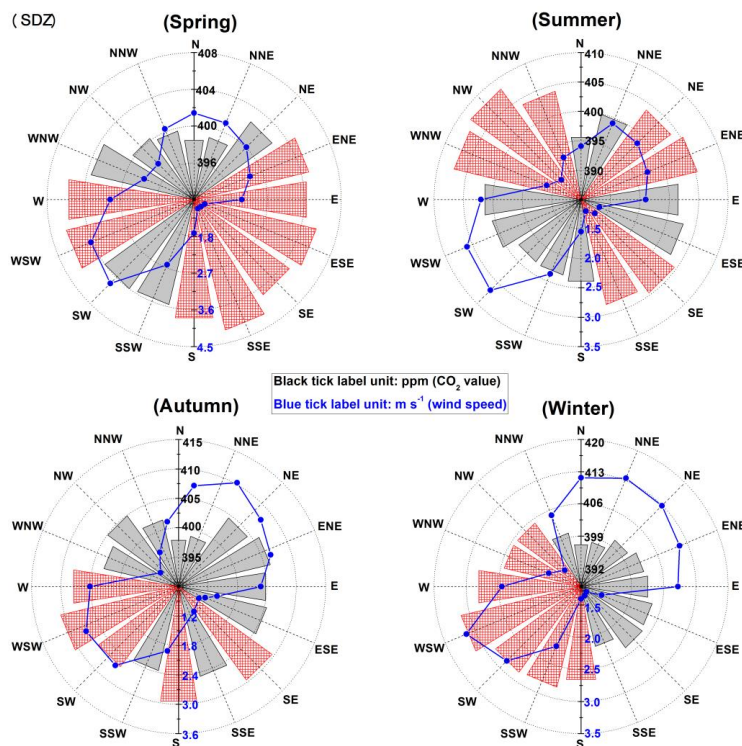 (SDZ)
(Spring)
N
NNE
NE
ENE
E
ESE
SE
SSE
S
SSW
SW
WSW
W
WNW
NW
NNW
408
404
400
396
1.8
2.7
3.6
4.5
(Summer)
N
NNE
NE
ENE
E
ESE
SE
SSE
S
SSW
SW
WSW
W
WNW
NW
NNW
410
405
400
395
390
1.5
2.0
2.5
3.0
3.5
Black tick label unit: ppm (CO₂ value)
Blue tick label unit: m s⁻¹ (wind speed)
(Autumn)
N
NNE
NE
ENE
E
ESE
SE
SSE
S
SSW
SW
WSW
W
WNW
NW
NNW
415
410
405
400
395
1.2
1.8
2.4
3.0
3.6
(Winter)
N
NNE
NE
ENE
E
ESE
SE
SSE
S
SSW
SW
WSW
W
WNW
NW
NNW
420
413
406
399
392
1.5
2.0
2.5
3.0
3.5